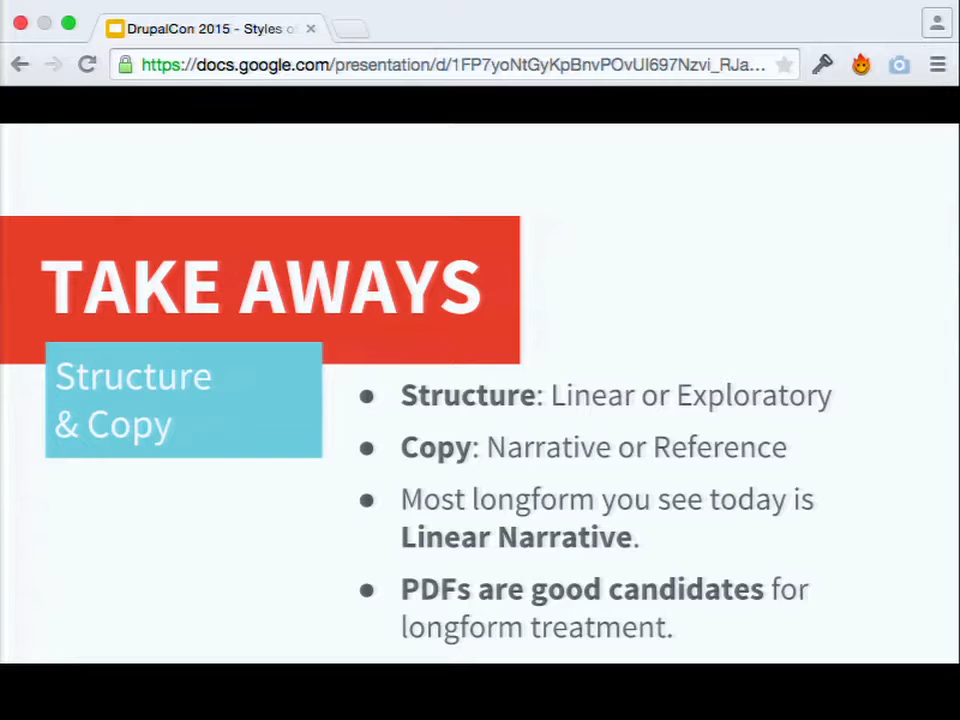 DrupalCon 2015 - Styles o
https://docs.google.com/presentation/d/1FP7yoNtGyKpBnvPOvUI697Nzvi_RJa...
TAKE AWAYS
Structure
& Copy
● Structure: Linear or Exploratory
● Copy: Narrative or Reference
● Most longform you see today is
Linear Narrative.
● PDFs are good candidates for
longform treatment.